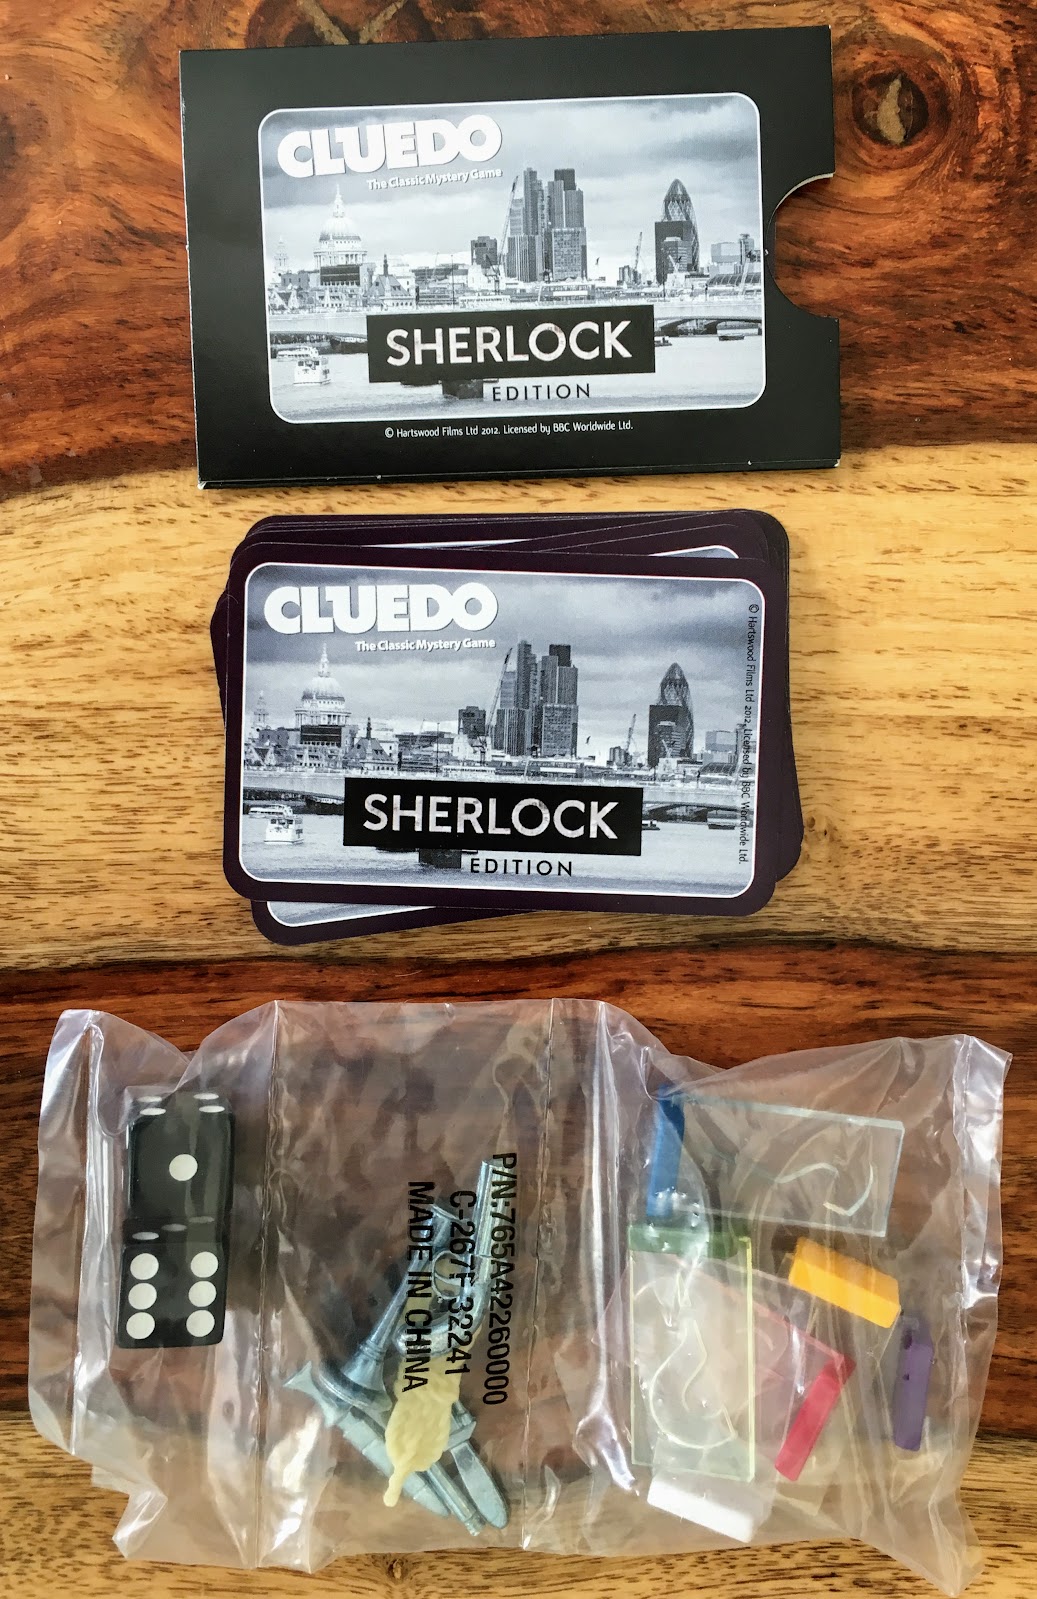 CLUEDO
The Classic Mystery Game
SHERLOCK
EDITION
© Hartswood Films Ltd 2012. Licensed by BBC Worldwide Ltd.
CLUEDO
The Classic Mystery Game
SHERLOCK
EDITION
© Hartswood Films Ltd 2012. Licensed by BBC Worldwide Ltd.
P/N:765A42260000
C-267F 32241
MADE IN CHINA